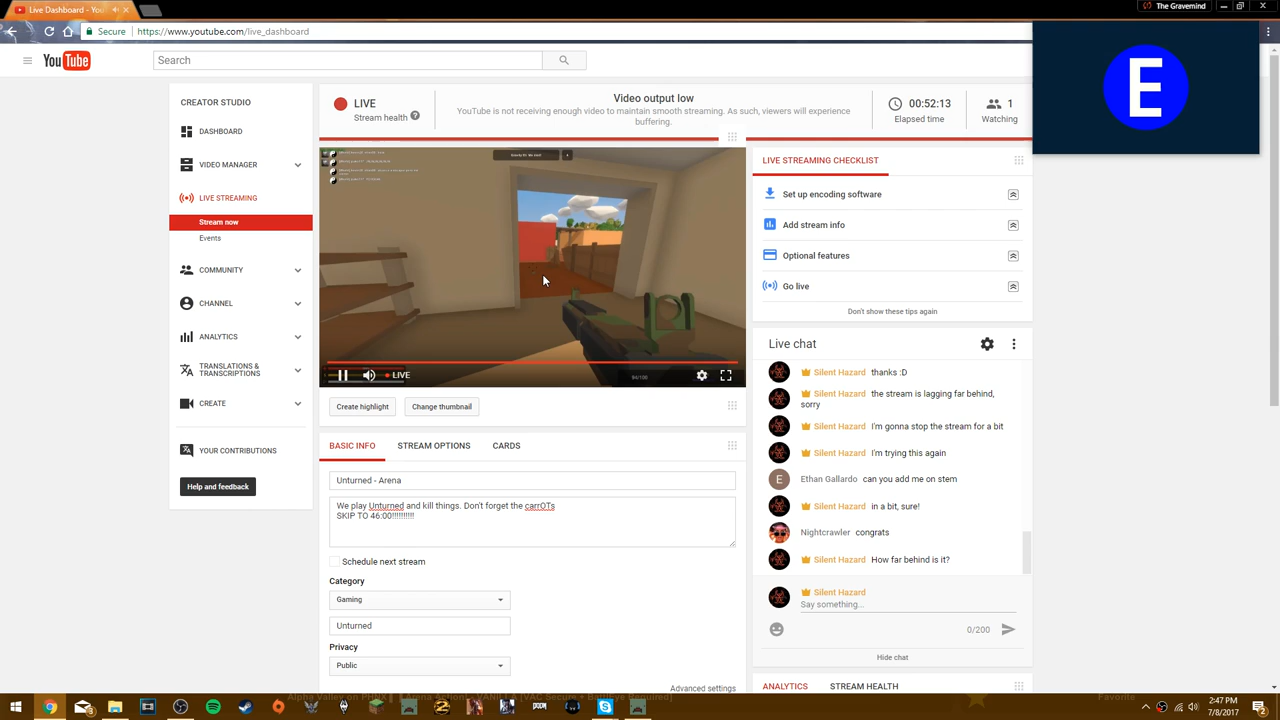 Live Dashboard - You
The Gravemind
Secure
https://www.youtube.com/live_dashboard
YouTube
Search
E
CREATOR STUDIO
DASHBOARD
VIDEO MANAGER
LIVE STREAMING
Stream now
Events
COMMUNITY
CHANNEL
ANALYTICS
TRANSLATIONS &
TRANSCRIPTIONS
CREATE
YOUR CONTRIBUTIONS
Help and feedback
LIVE
Stream health
Video output low
YouTube is not receiving enough video to maintain smooth streaming. As such, viewers will experience
buffering.
00:52:13
Elapsed time
1
Watching
LIVE
94/100
Create highlight
Change thumbnail
BASIC INFO
STREAM OPTIONS
CARDS
Unturned - Arena
We play Unturned and kill things. Don't forget the carrOTs
SKIP TO 46:00!!!!!!!!!!
Schedule next stream
Category
Gaming
Unturned
Privacy
Public
Advanced settings
LIVE STREAMING CHECKLIST
Set up encoding software
Add stream info
Optional features
Go live
Don't show these tips again
Live chat
Silent Hazard thanks :D
Silent Hazard the stream is lagging far behind,
sorry
Silent Hazard I'm gonna stop the stream for a bit
Silent Hazard I'm trying this again
E Ethan Gallardo can you add me on stem
Silent Hazard in a bit, sure!
Nightcrawler congrats
Silent Hazard How far behind is it?
Silent Hazard
Say something...
0/200
Hide chat
ANALYTICS
STREAM HEALTH
Favorite
DOOM
2:47 PM
7/8/2017